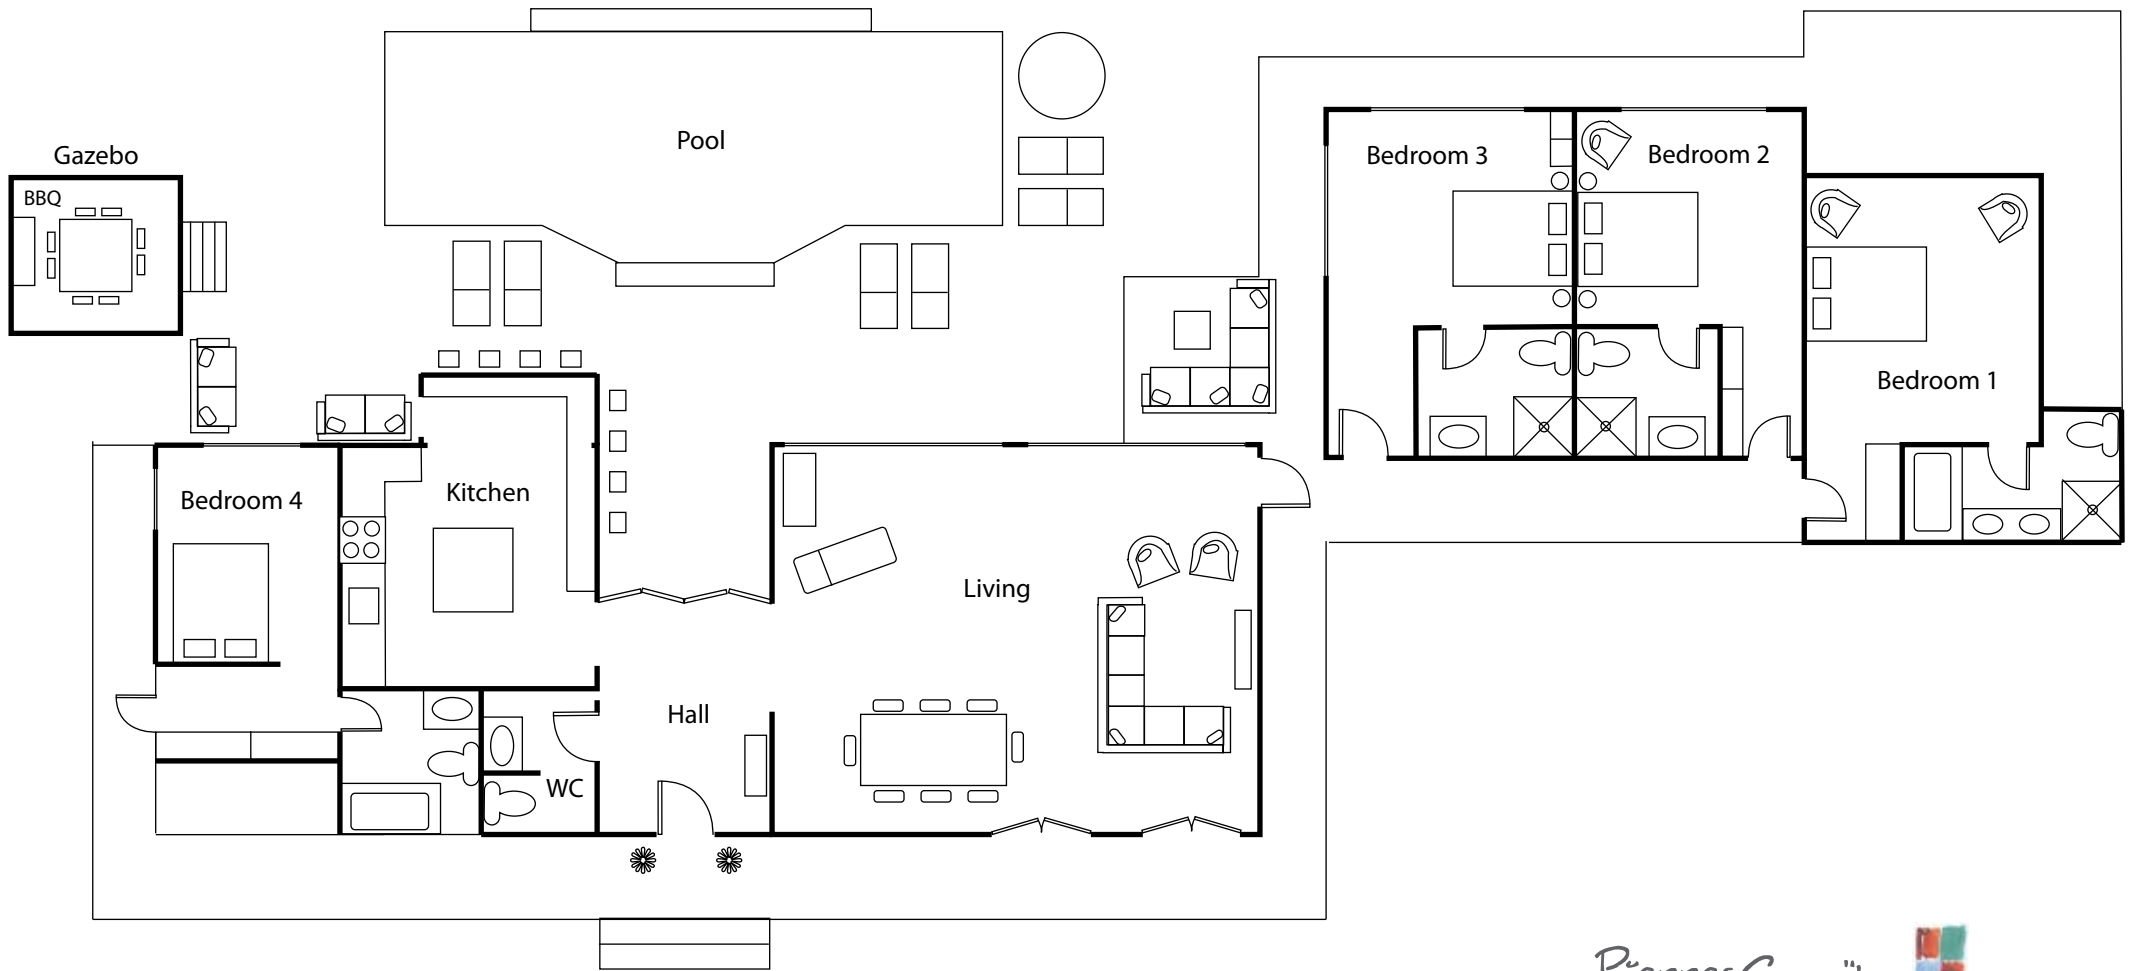 Pool
Gazebo
BBQ
Bedroom 3
Bedroom 2
Bedroom 1
Bedroom 4
Kitchen
Living
Hall
WC